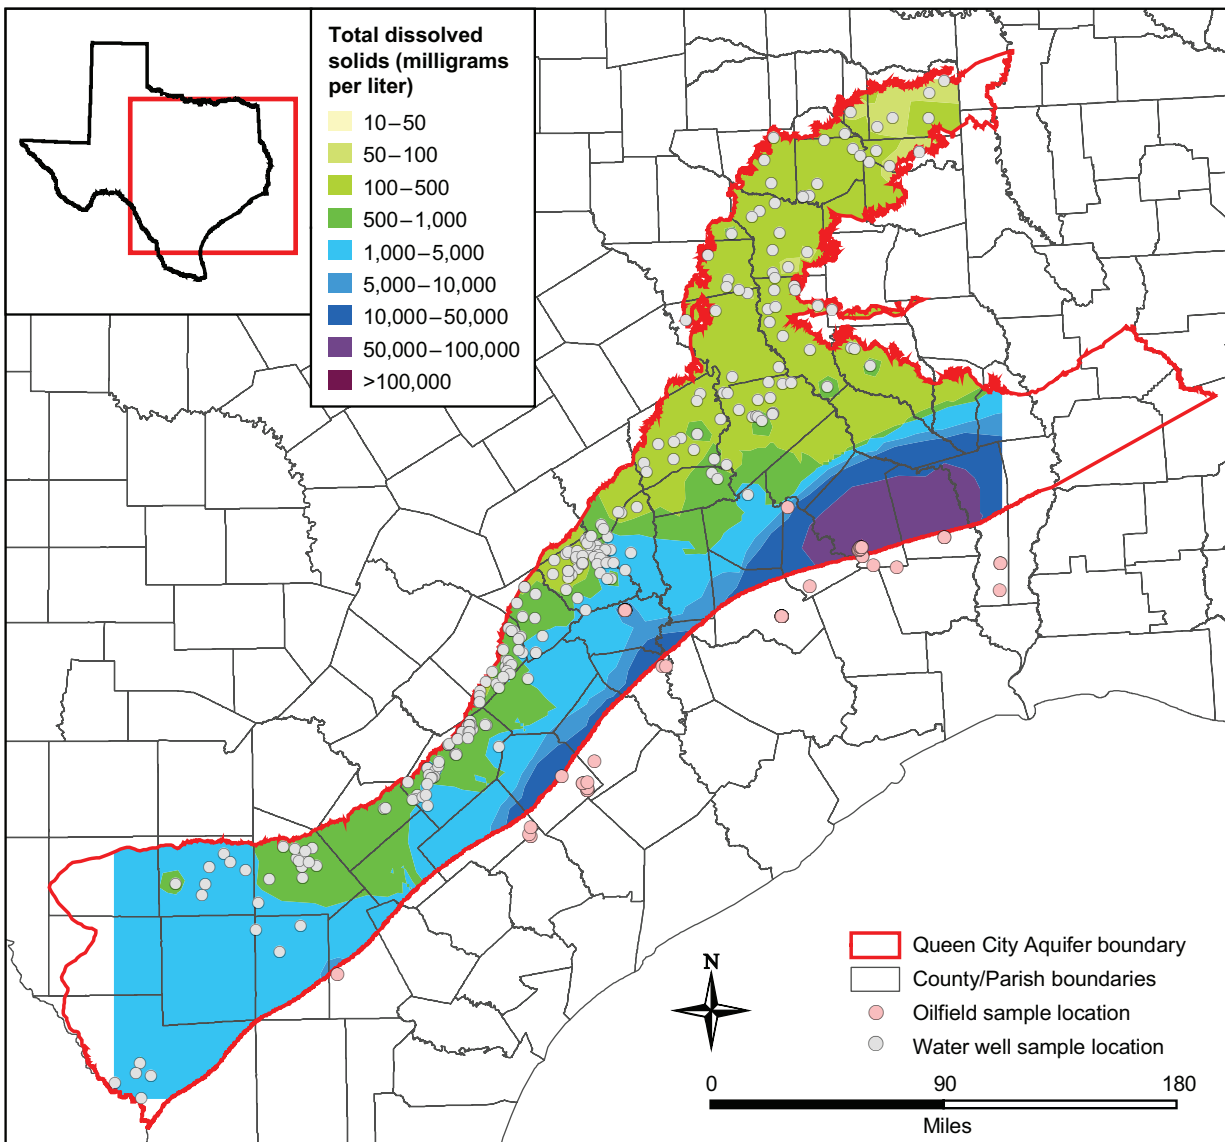 Total dissolved
solids (milligrams
per liter)
10–50
50–100
100–500
500–1,000
1,000–5,000
5,000–10,000
10,000–50,000
50,000–100,000
>100,000
N
Queen City Aquifer boundary
County/Parish boundaries
Oilfield sample location
Water well sample location
0 90 180
Miles